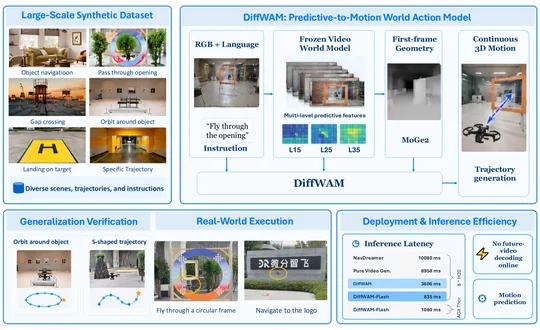 Large-Scale Synthetic Dataset
Object navigatioon
Pass through opening
Gap crossing
Orbit around object
H
Landing on target
Specific Trajectory
Diverse scenes, trajectories, and instructions
DiffWAM: Predictive-to-Motion World Action Model
RGB + Language
"Fly through
the opening"
Instruction
Frozen Video
World Model
Multi-level predictive features
L15
L25
L35
First-frame
Geometry
MoGe2
Continuous
3D Motion
Trajectory
generation
DiffWAM
Generalization Verification
Orbit around object
S-shaped trajectory
Real-World Execution
Fly through a circular frame
Navigate to the logo
Deployment & Inference Efficiency
Inference Latency
NavDreamer
10080 ms
Pure Video Gen.
8958 ms
DiffWAM
3606 ms
DiffWAM-Flash
635 ms
DiffWAM-Flash
1080 ms
8 * H20
AGX Thor
No future-
video
decoding
online
Motion
prediction